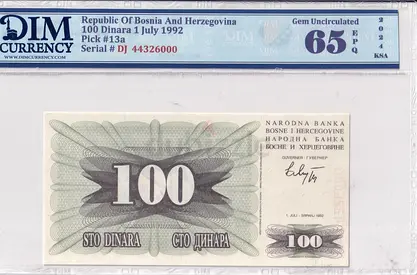 DIM
CURRENCY
WWW.DIMCURRENCY.COM
Republic Of Bosnia And Herzegovina
100 Dinara 1 July 1992
Pick #13a
Serial # DJ 44326000
Gem Uncirculated
65
EPQ
2024
KSA
NARODNA BANKA
BOSNE I HERCEGOVINE
НАРОДНА БАНКА
БОСНЕ И ХЕРЦЕГОВИНЕ
100
STO DINARA
СТО ДИНАРА
100